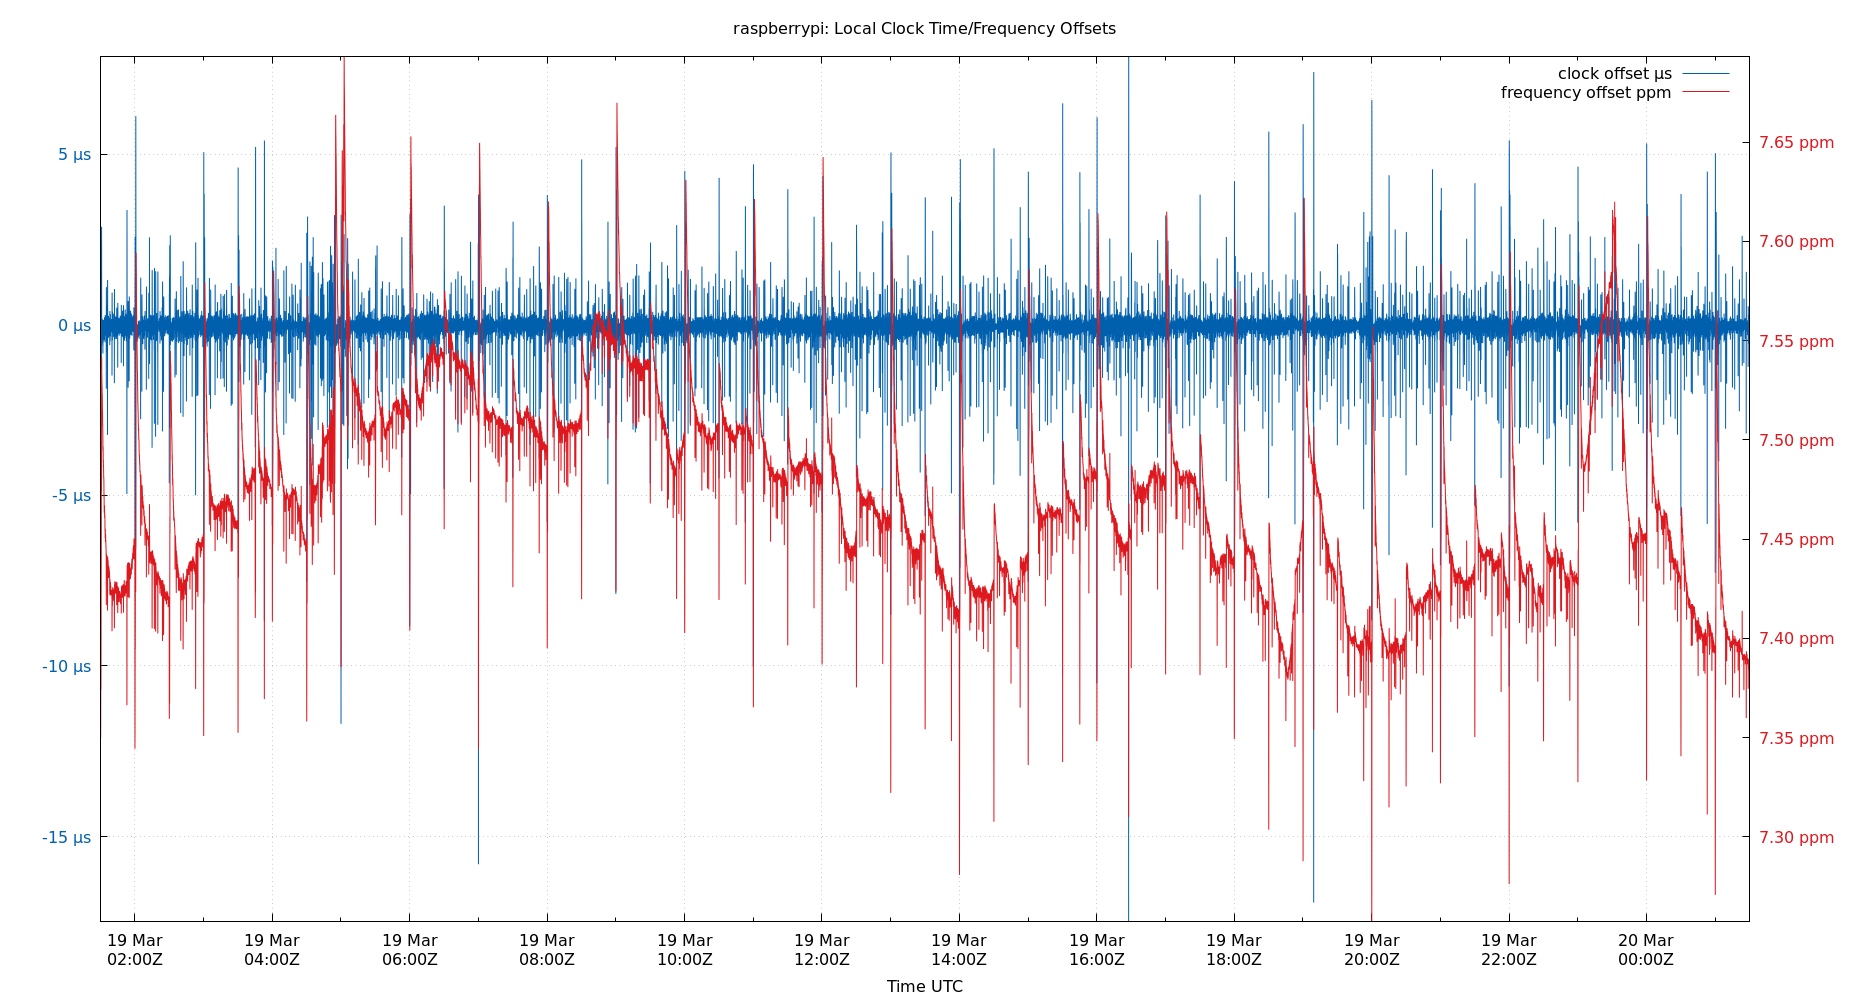 raspberrypi: Local Clock Time/Frequency Offsets
clock offset µs
frequency offset ppm
5 µs
0 µs
-5 µs
-10 µs
-15 µs
7.65 ppm
7.60 ppm
7.55 ppm
7.50 ppm
7.45 ppm
7.40 ppm
7.35 ppm
7.30 ppm
19 Mar 19 Mar 19 Mar 19 Mar 19 Mar 19 Mar 19 Mar 19 Mar 19 Mar 19 Mar 19 Mar 20 Mar
02:00Z 04:00Z 06:00Z 08:00Z 10:00Z 12:00Z 14:00Z 16:00Z 18:00Z 20:00Z 22:00Z 00:00Z
Time UTC